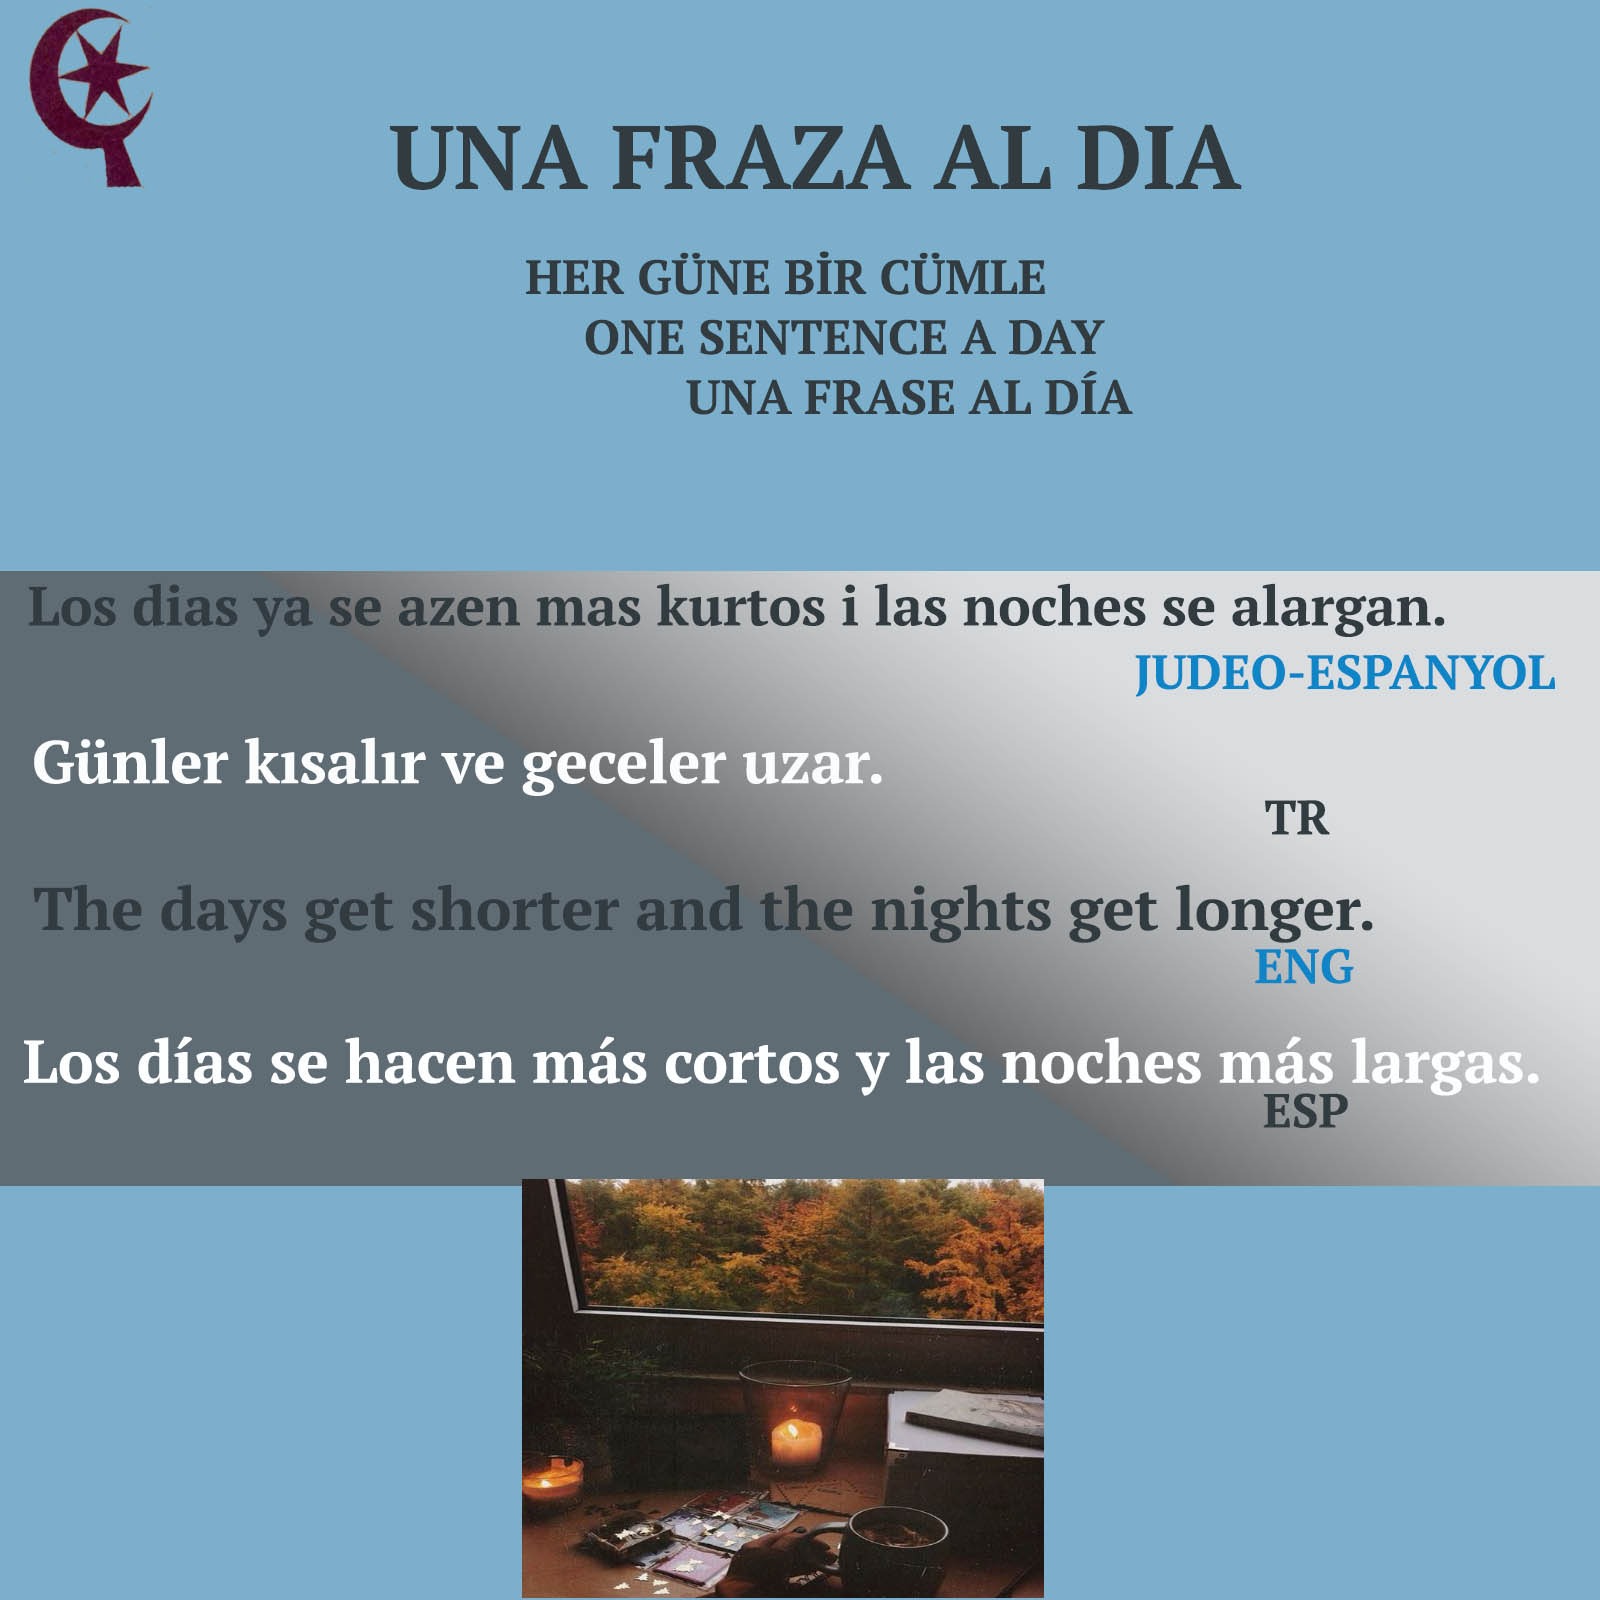 UNA FRAZA AL DIA
HER GÜNE BİR CÜMLE
ONE SENTENCE A DAY
UNA FRASE AL DÍA
Los dias ya se azen mas kurtos i las noches se alargan.
JUDEO-ESPANYOL
Günler kısalır ve geceler uzar.
TR
The days get shorter and the nights get longer.
ENG
Los días se hacen más cortos y las noches más largas.
ESP